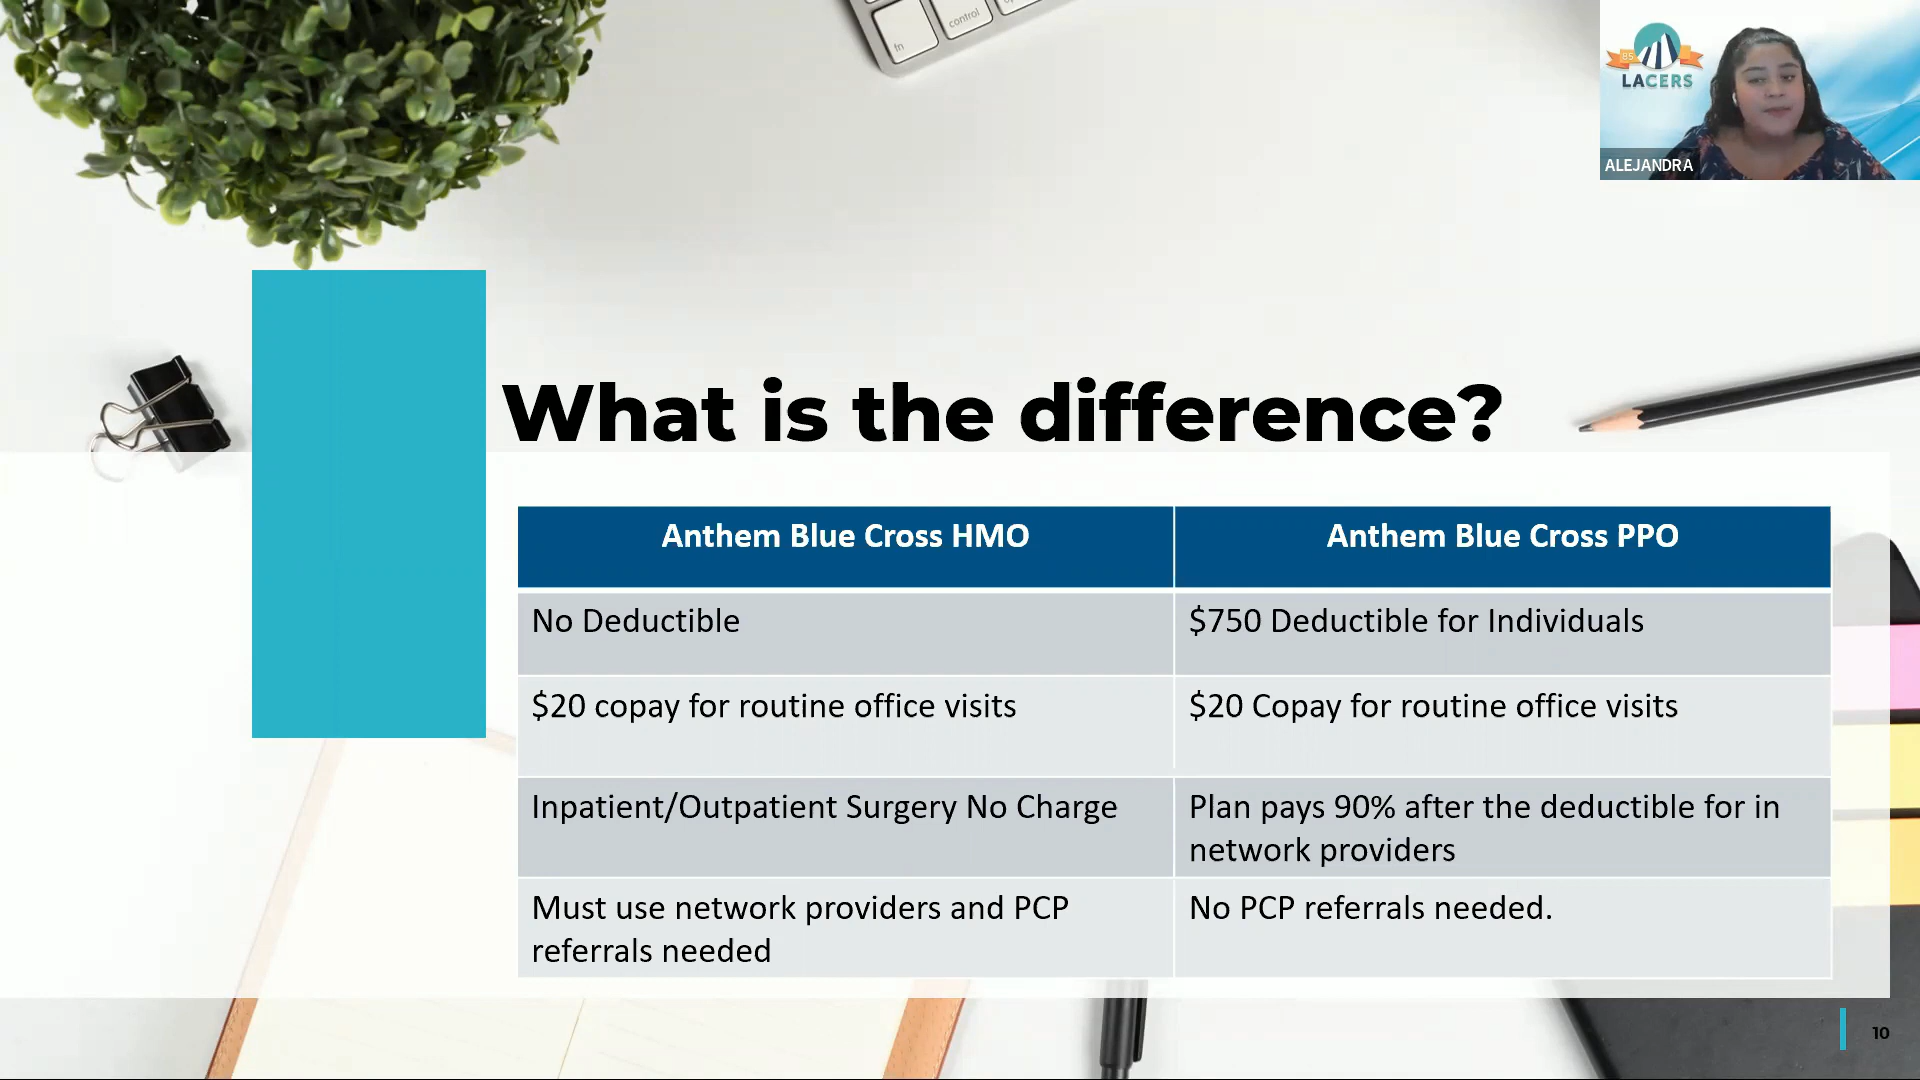 fn
control
85
LACERS
ALEJANDRA
What is the difference?
Anthem Blue Cross HMO
Anthem Blue Cross PPO
No Deductible
$750 Deductible for Individuals
$20 copay for routine office visits
$20 Copay for routine office visits
Inpatient/Outpatient Surgery No Charge
Plan pays 90% after the deductible for in
network providers
Must use network providers and PCP
referrals needed
No PCP referrals needed.
10